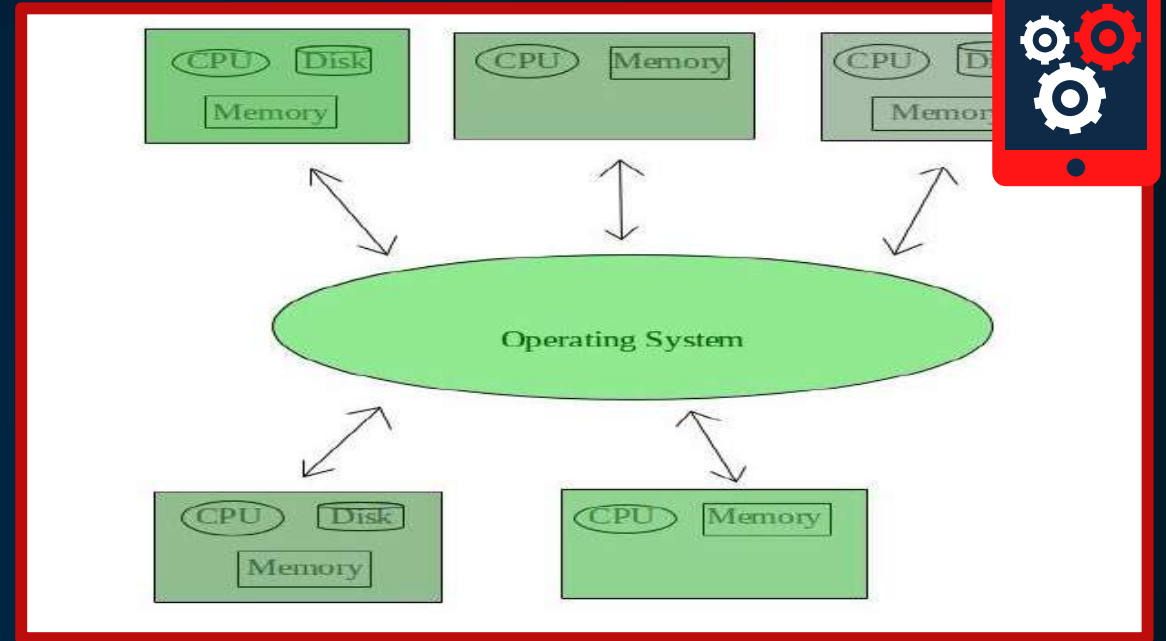 CPU Disk
Memory
CPU Memory
CPU
Operating System
CPU Disk
Memory
CPU Memory